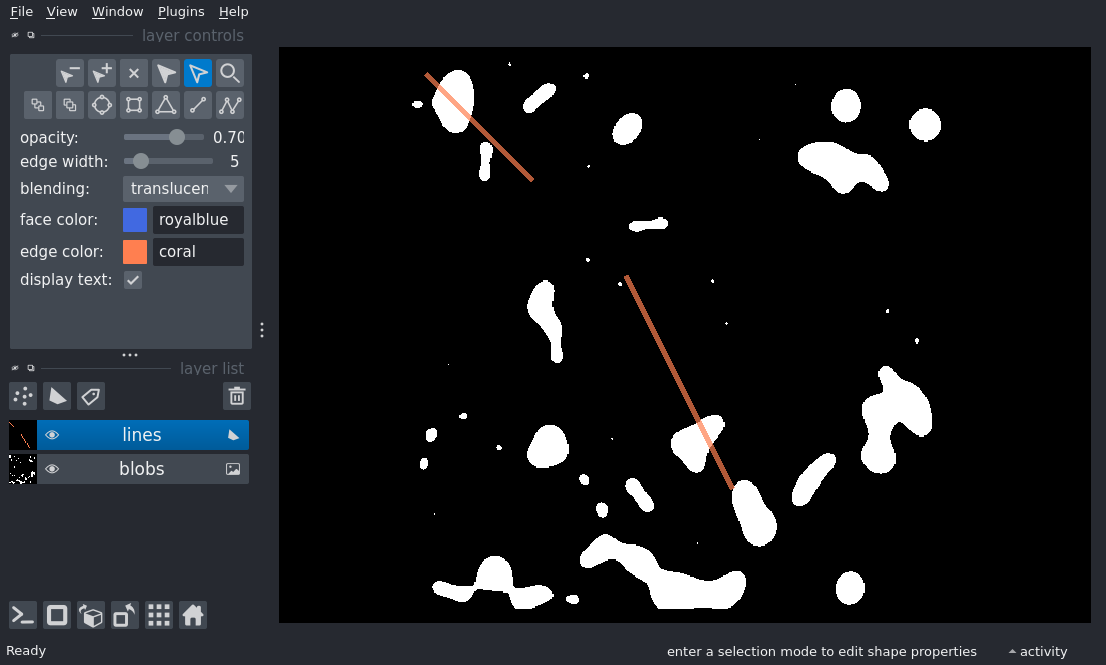 File View Window Plugins Help
layer controls
opacity: 0.70
edge width: 5
blending: translucen
face color: royalblue
edge color: coral
display text:
layer list
lines
blobs
Ready enter a selection mode to edit shape properties activity